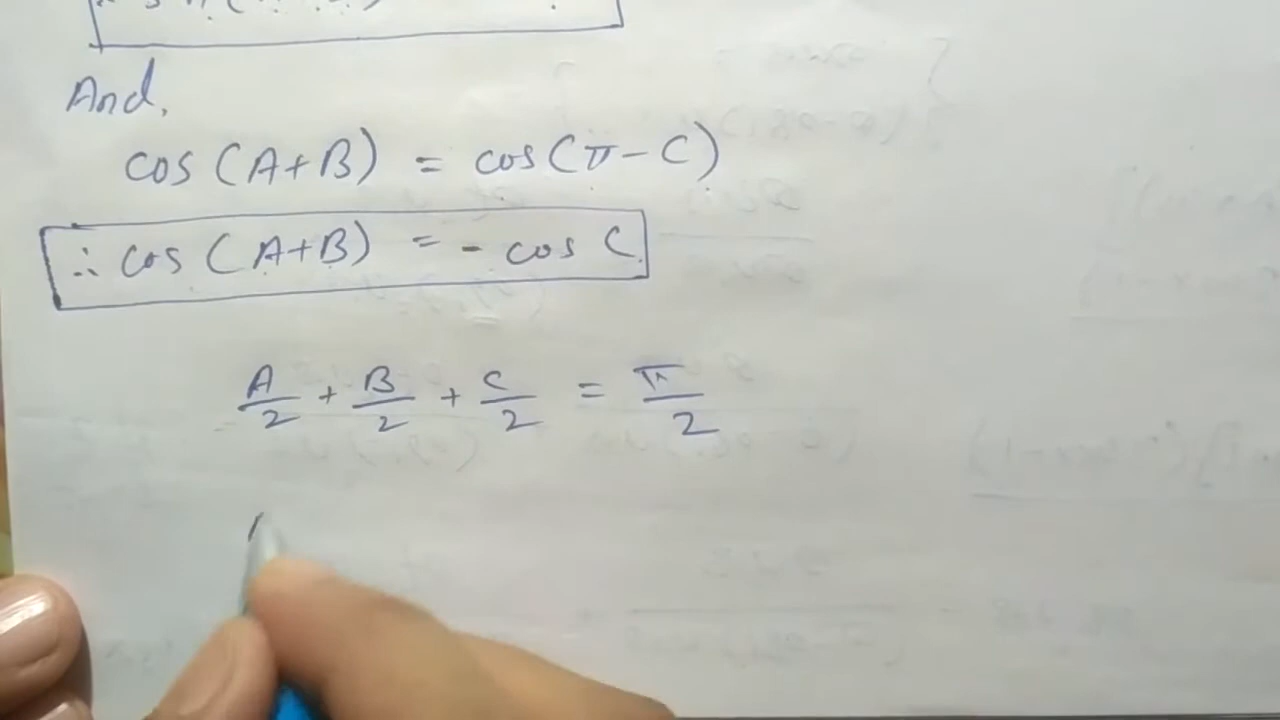 And,
cos (A+B) = cos(π-C)
∴ cos (A+B) = - cos C
A/2 + B/2 + C/2 = π/2